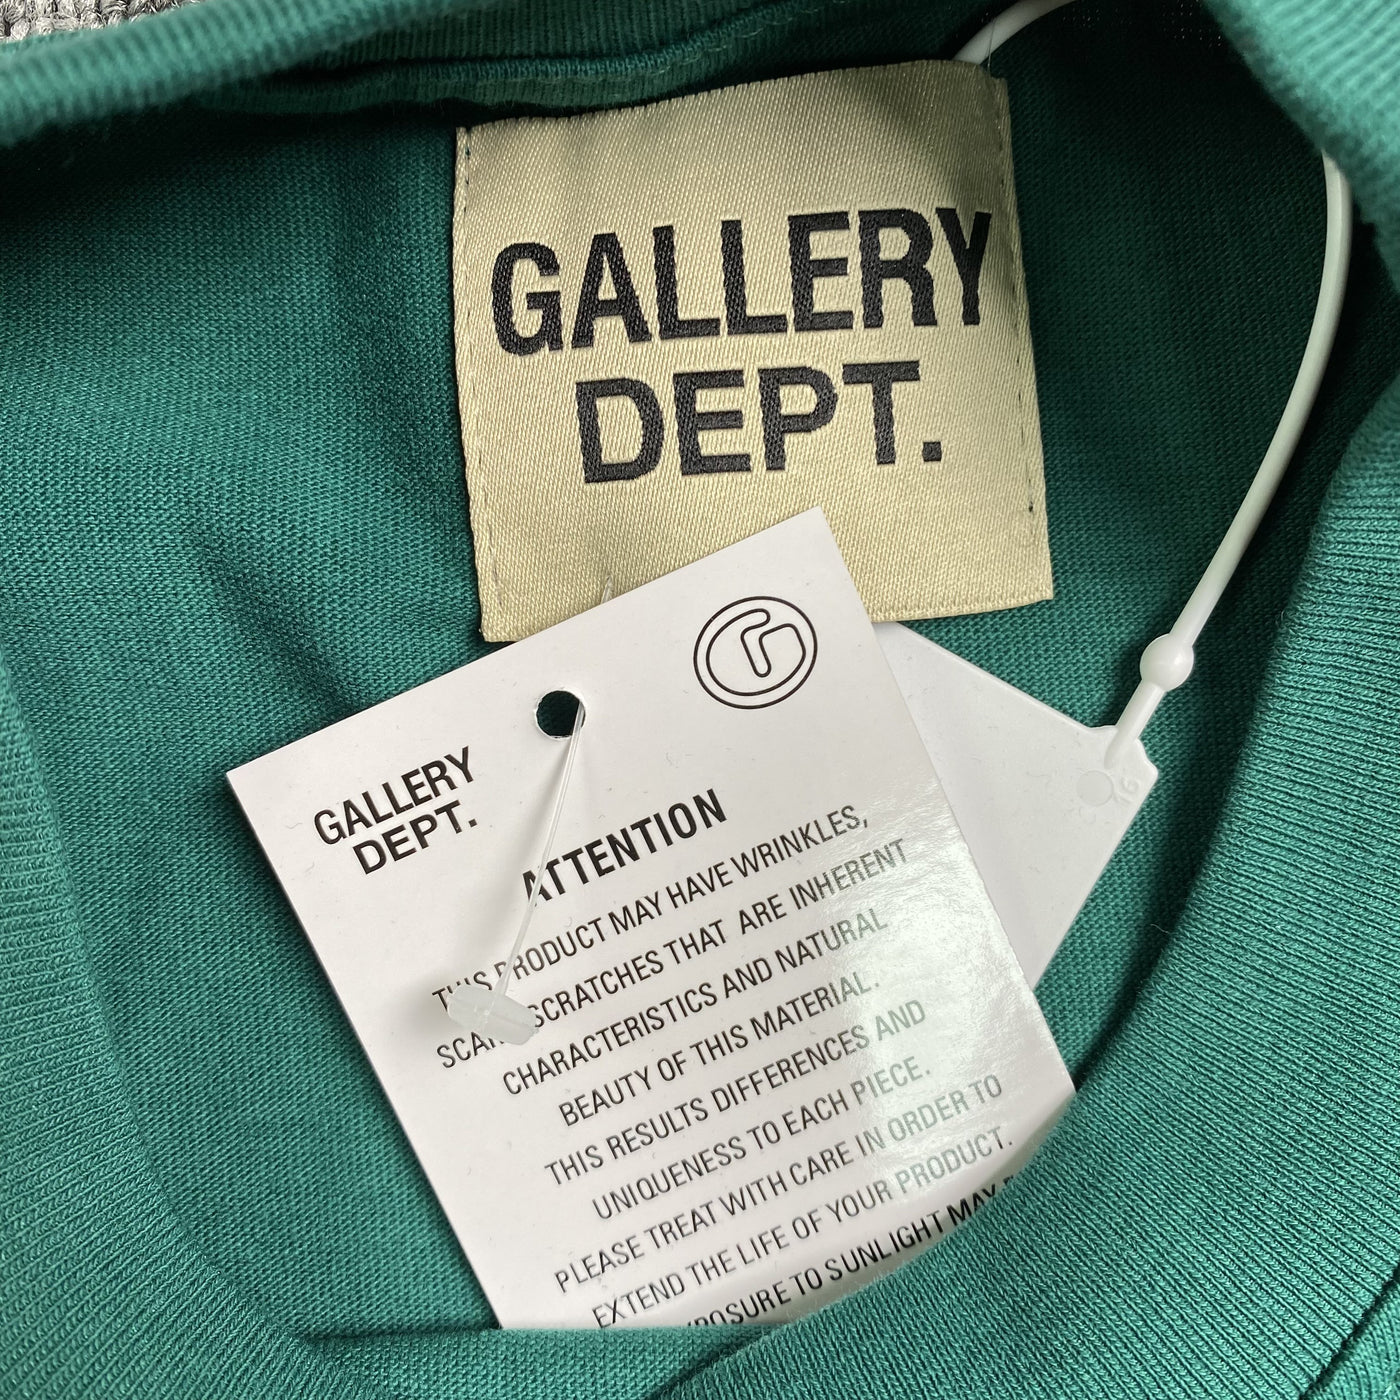 GALLERY
DEPT.
GALLERY
DEPT.
ATTENTION
THIS PRODUCT MAY HAVE WRINKLES,
SCRATCHES THAT ARE INHERENT
CHARACTERISTICS AND NATURAL
BEAUTY OF THIS MATERIAL.
THIS RESULTS DIFFERENCES AND
UNIQUENESS TO EACH PIECE.
PLEASE TREAT WITH CARE IN ORDER TO
EXTEND THE LIFE OF YOUR PRODUCT.
TO SUNLIGHT MAY